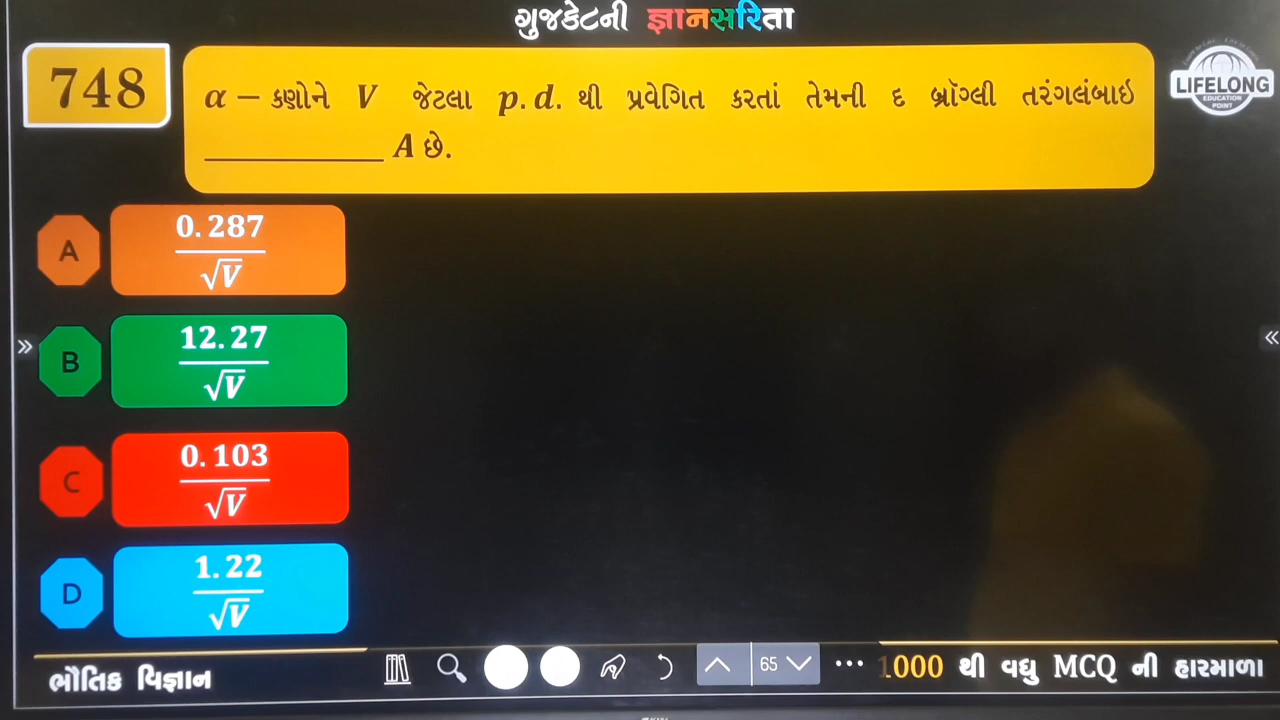 ગુજકેટની જ્ઞાનસરિતા
748
α – કણોને V જેટલા p.d. થી પ્રવેગિત કરતાં તેમની દ બ્રૉગ્લી તરંગલંબાઇ
____________ A છે.
LIFELONG
EDUCATION
POINT
A
0.287
√V
B
12.27
√V
C
0.103
√V
D
1.22
√V
ભૌતિક વિજ્ઞાન
65
1000 થી વધુ MCQ ની હારમાળા